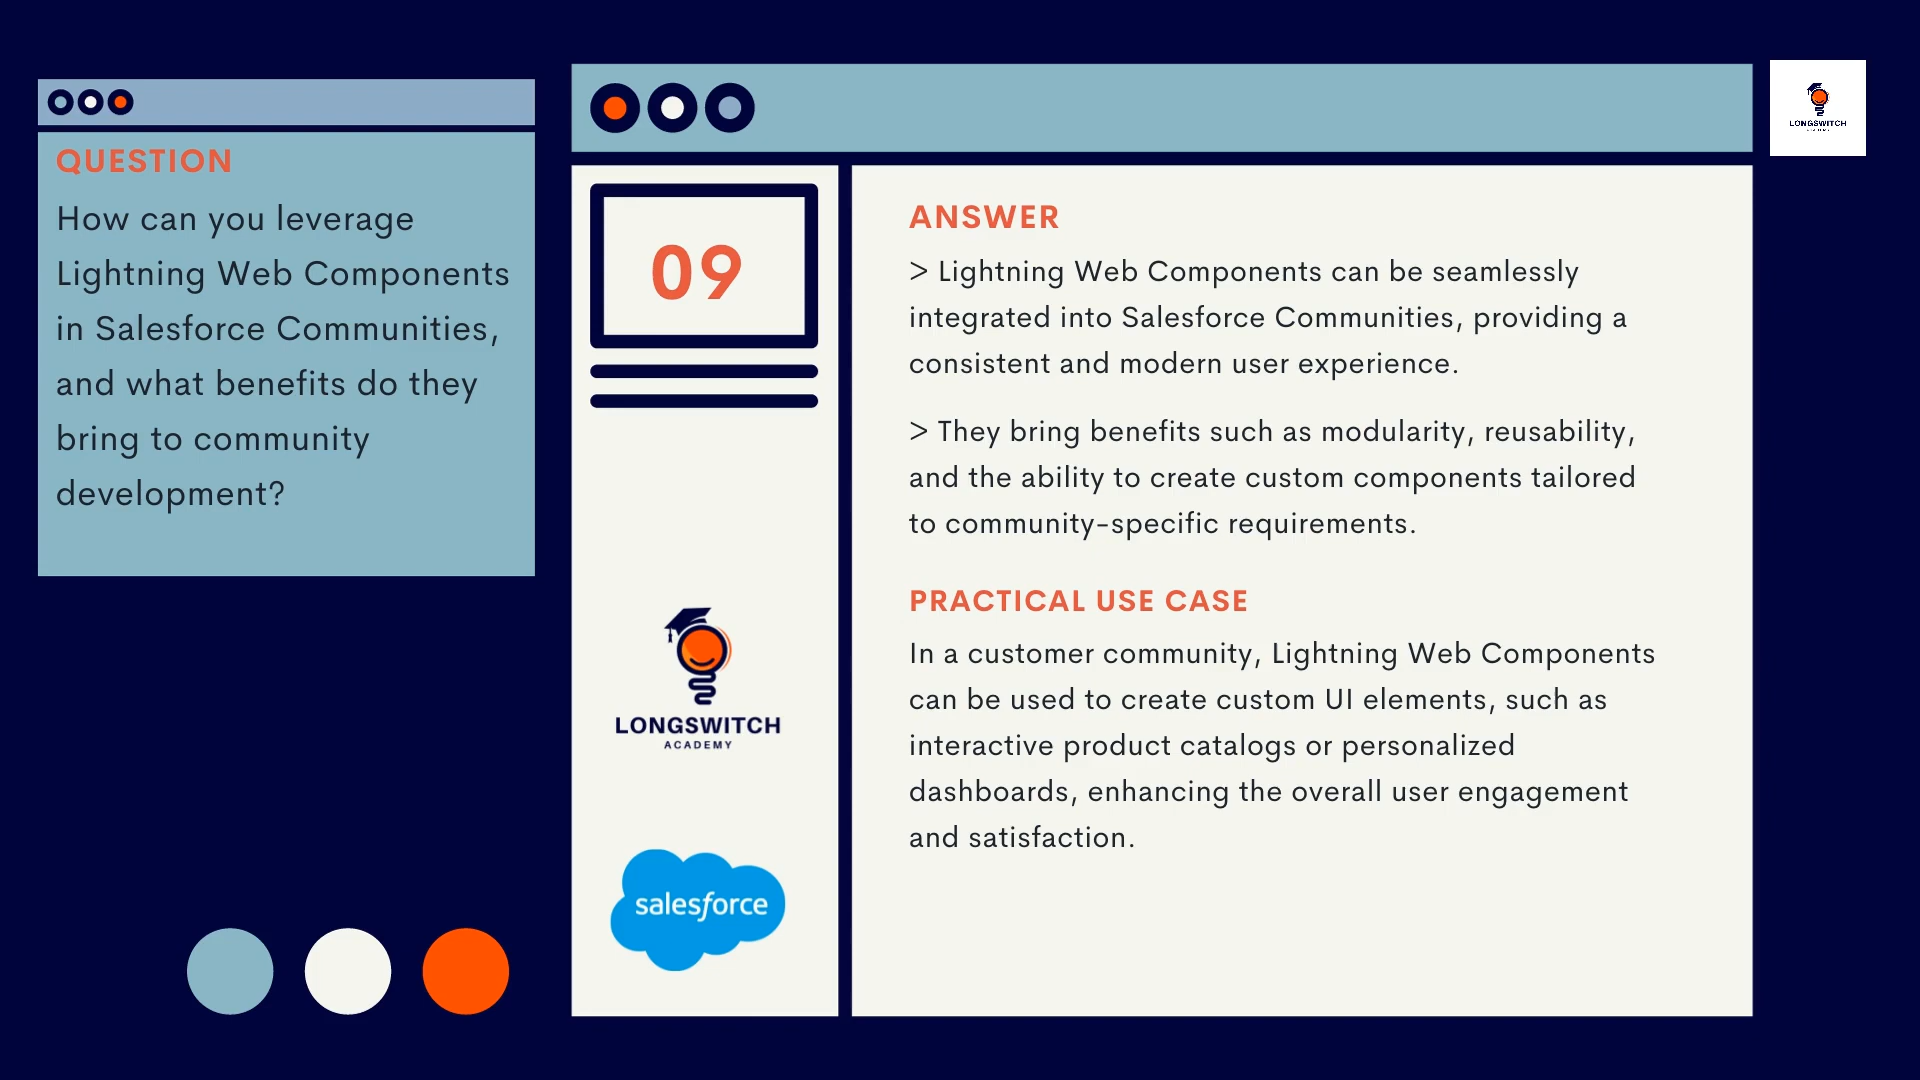 QUESTION
How can you leverage
Lightning Web Components
in Salesforce Communities,
and what benefits do they
bring to community
development?
09
LONGSWITCH
ACADEMY
salesforce
ANSWER
> Lightning Web Components can be seamlessly
integrated into Salesforce Communities, providing a
consistent and modern user experience.
> They bring benefits such as modularity, reusability,
and the ability to create custom components tailored
to community-specific requirements.
PRACTICAL USE CASE
In a customer community, Lightning Web Components
can be used to create custom UI elements, such as
interactive product catalogs or personalized
dashboards, enhancing the overall user engagement
and satisfaction.
LONGSWITCH